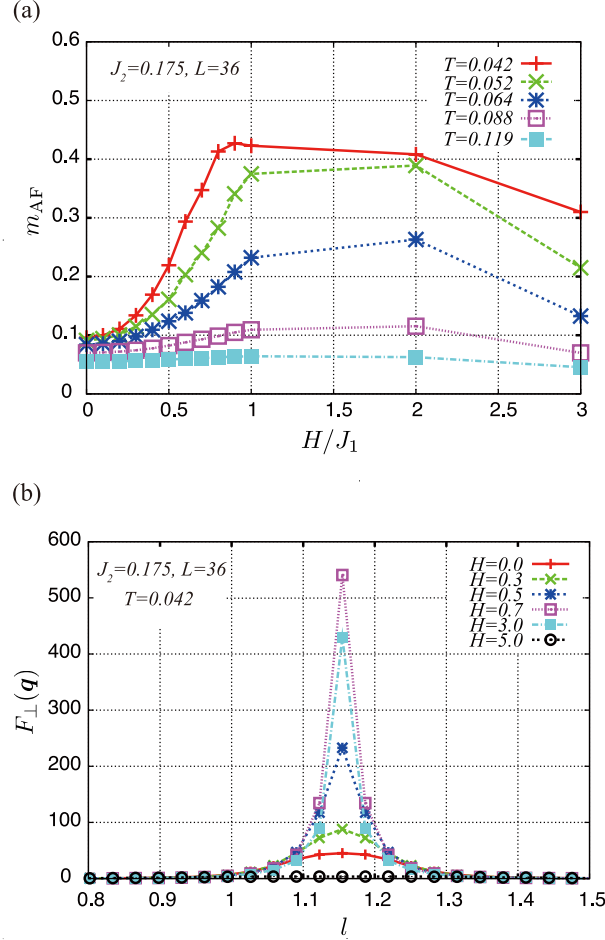 (a)
0.6
0.5
0.4
0.3
0.2
0.1
0
m_AF
J_2=0.175, L=36
T=0.042
T=0.052
T=0.064
T=0.088
T=0.119
0 0.5 1 1.5 2 2.5 3
H/J_1
(b)
600
500
400
300
200
100
0
F_⊥(q)
J_2=0.175, L=36
T=0.042
H=0.0
H=0.3
H=0.5
H=0.7
H=3.0
H=5.0
0.8 0.9 1 1.1 1.2 1.3 1.4 1.5
l